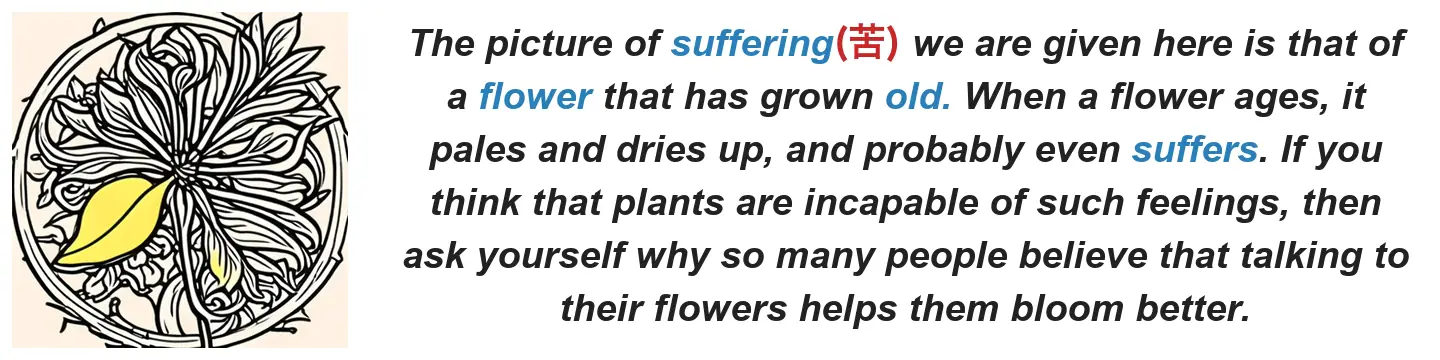 The picture of suffering(苦) we are given here is that of
a flower that has grown old. When a flower ages, it
pales and dries up, and probably even suffers. If you
think that plants are incapable of such feelings, then
ask yourself why so many people believe that talking to
their flowers helps them bloom better.